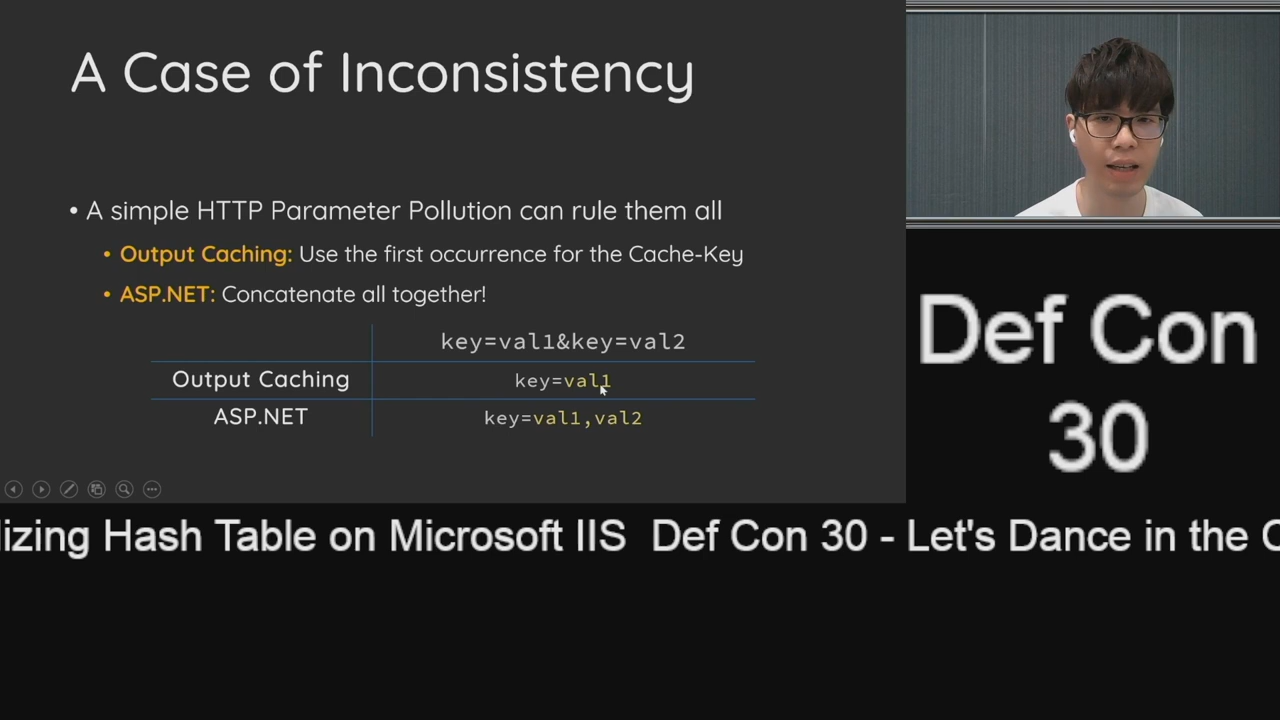 A Case of Inconsistency
• A simple HTTP Parameter Pollution can rule them all
• Output Caching: Use the first occurrence for the Cache-Key
• ASP.NET: Concatenate all together!
key=val1&key=val2
Output Caching key=val1
ASP.NET key=val1,val2
Def Con
30
lizing Hash Table on Microsoft IIS Def Con 30 - Let's Dance in the C